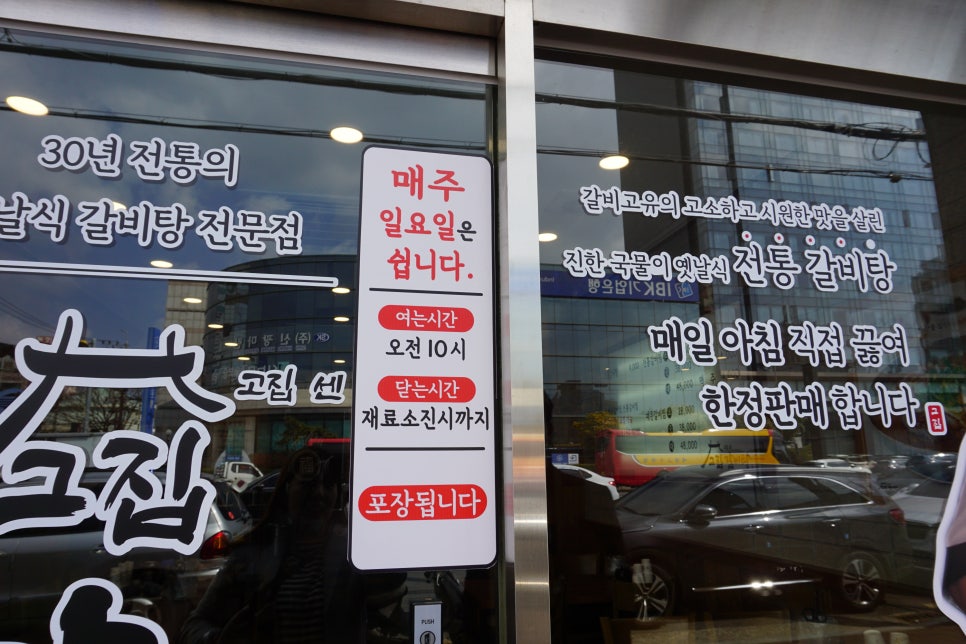 30년 전통의
날식 갈비탕 전문점
고집 센
고집
매주
일요일은
쉽니다.
여는시간
오전 10시
닫는시간
재료소진시까지
포장됩니다
PUSH
갈비고유의 고소하고 시원한 맛을 살린
진한 국물이 옛날식 전통 갈비탕
매일 아침 직접 끓여
한정판매 합니다
고집
IBK기업은행